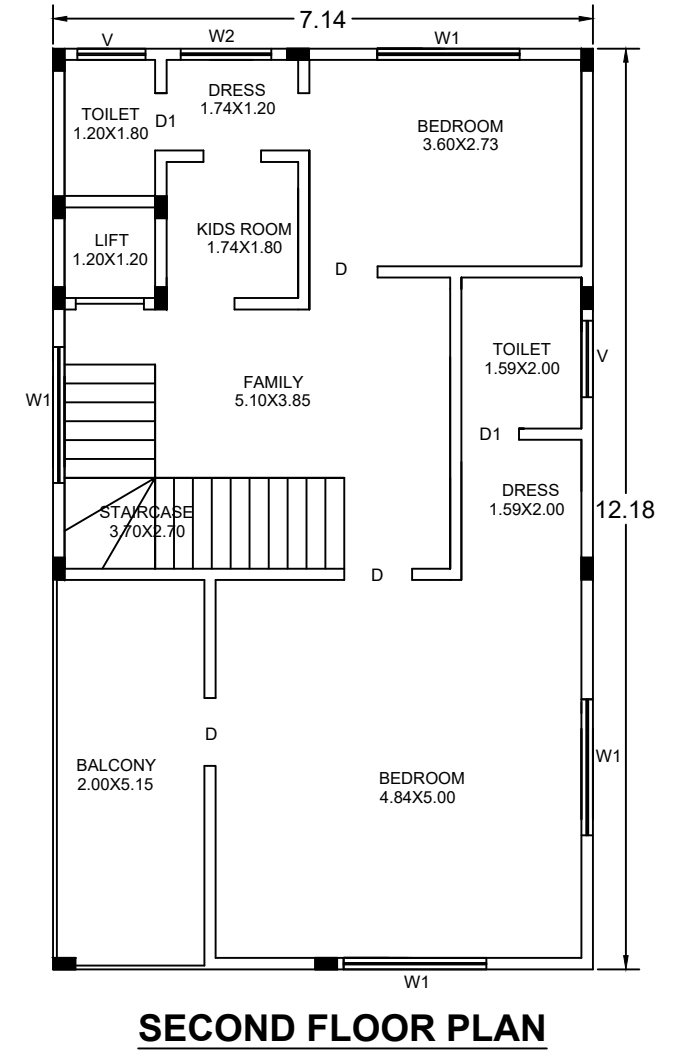 7.14
V
W2
W1
TOILET
1.20X1.80
D1
DRESS
1.74X1.20
BEDROOM
3.60X2.73
LIFT
1.20X1.20
KIDS ROOM
1.74X1.80
D
TOILET
1.59X2.00
V
W1
FAMILY
5.10X3.85
D1
DRESS
1.59X2.00
12.18
STAIRCASE
3.70X2.70
D
D
BALCONY
2.00X5.15
BEDROOM
4.84X5.00
W1
W1
SECOND FLOOR PLAN